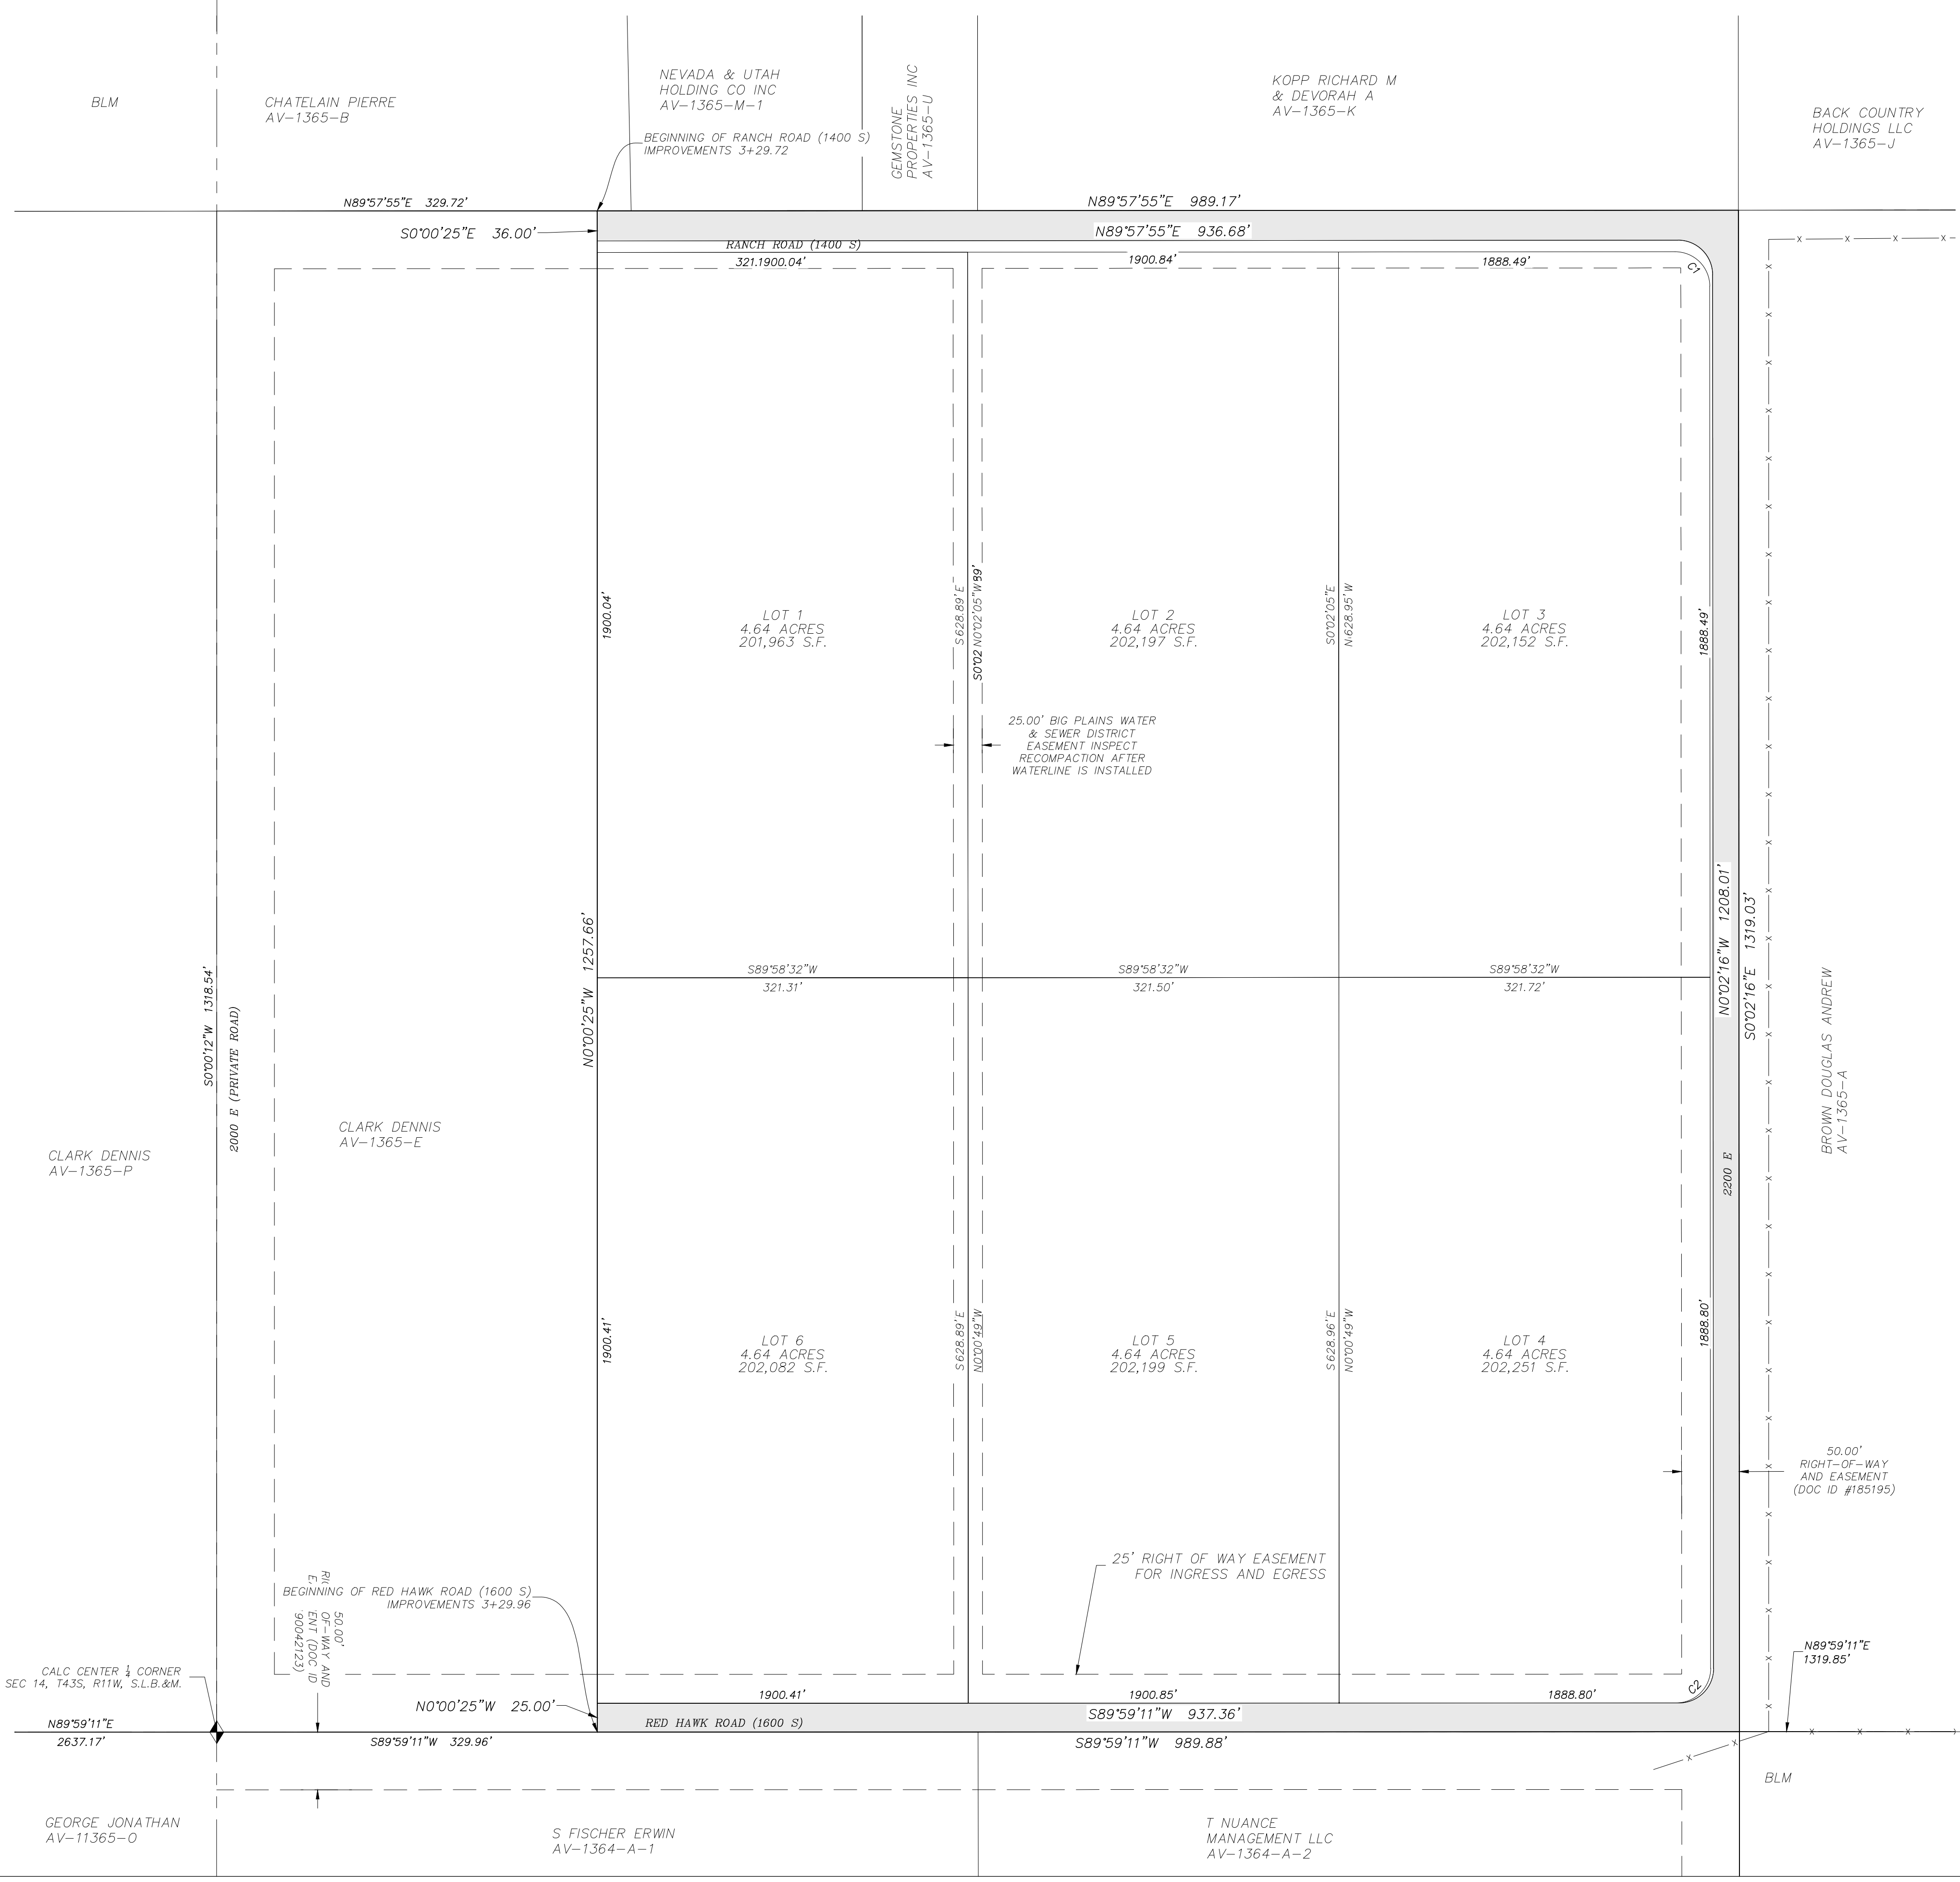 BLM
CHATELAIN PIERRE
AV-1365-B
NEVADA & UTAH
HOLDING CO INC
AV-1365-M-1
GEMSTONE
PROPERTIES INC
AV-1365-U
KOPP RICHARD M
& DEVORAH A
AV-1365-K
BACK COUNTRY
HOLDINGS LLC
AV-1365-J
BEGINNING OF RANCH ROAD (1400 S)
IMPROVEMENTS 3+29.72
N89°57'55"E 329.72'
N89°57'55"E 989.17'
S0°00'25"E 36.00'
N89°57'55"E 936.68'
RANCH ROAD (1400 S)
321.1900.04'
1900.84'
1888.49'
C1
1900.04'
LOT 1
4.64 ACRES
201,963 S.F.
S 628.89' E
N0°02'05"W 39'
S0°02
LOT 2
4.64 ACRES
202,197 S.F.
S0°02'05"E
N 628.95' W
LOT 3
4.64 ACRES
202,152 S.F.
1888.49'
25.00' BIG PLAINS WATER
& SEWER DISTRICT
EASEMENT INSPECT
RECOMPACTION AFTER
WATERLINE IS INSTALLED
S0°00'12"W 1318.54'
2000 E (PRIVATE ROAD)
N0°00'25"W 1257.66'
S89°58'32"W
321.31'
S89°58'32"W
321.50'
S89°58'32"W
321.72'
N0°02'16"W 1208.01'
S0°02'16"E 1319.03'
BROWN DOUGLAS ANDREW
AV-1365-A
2200 E
CLARK DENNIS
AV-1365-P
CLARK DENNIS
AV-1365-E
1900.41'
LOT 6
4.64 ACRES
202,082 S.F.
S 628.89' E
N0°00'49"W
LOT 5
4.64 ACRES
202,199 S.F.
S 628.96' E
N0°00'49"W
LOT 4
4.64 ACRES
202,251 S.F.
1888.80'
50.00'
RIGHT-OF-WAY
AND EASEMENT
(DOC ID #185195)
25' RIGHT OF WAY EASEMENT
FOR INGRESS AND EGRESS
50.00'
OF-WAY AND
ENT (DOC ID
90042123)
BEGINNING OF RED HAWK ROAD (1600 S)
IMPROVEMENTS 3+29.96
CALC CENTER ¼ CORNER
SEC 14, T43S, R11W, S.L.B.&M.
N89°59'11"E
1319.85'
N0°00'25"W 25.00'
1900.41'
1900.85'
1888.80'
C2
RED HAWK ROAD (1600 S)
S89°59'11"W 937.36'
N89°59'11"E
2637.17'
S89°59'11"W 329.96'
S89°59'11"W 989.88'
BLM
GEORGE JONATHAN
AV-11365-O
S FISCHER ERWIN
AV-1364-A-1
T NUANCE
MANAGEMENT LLC
AV-1364-A-2